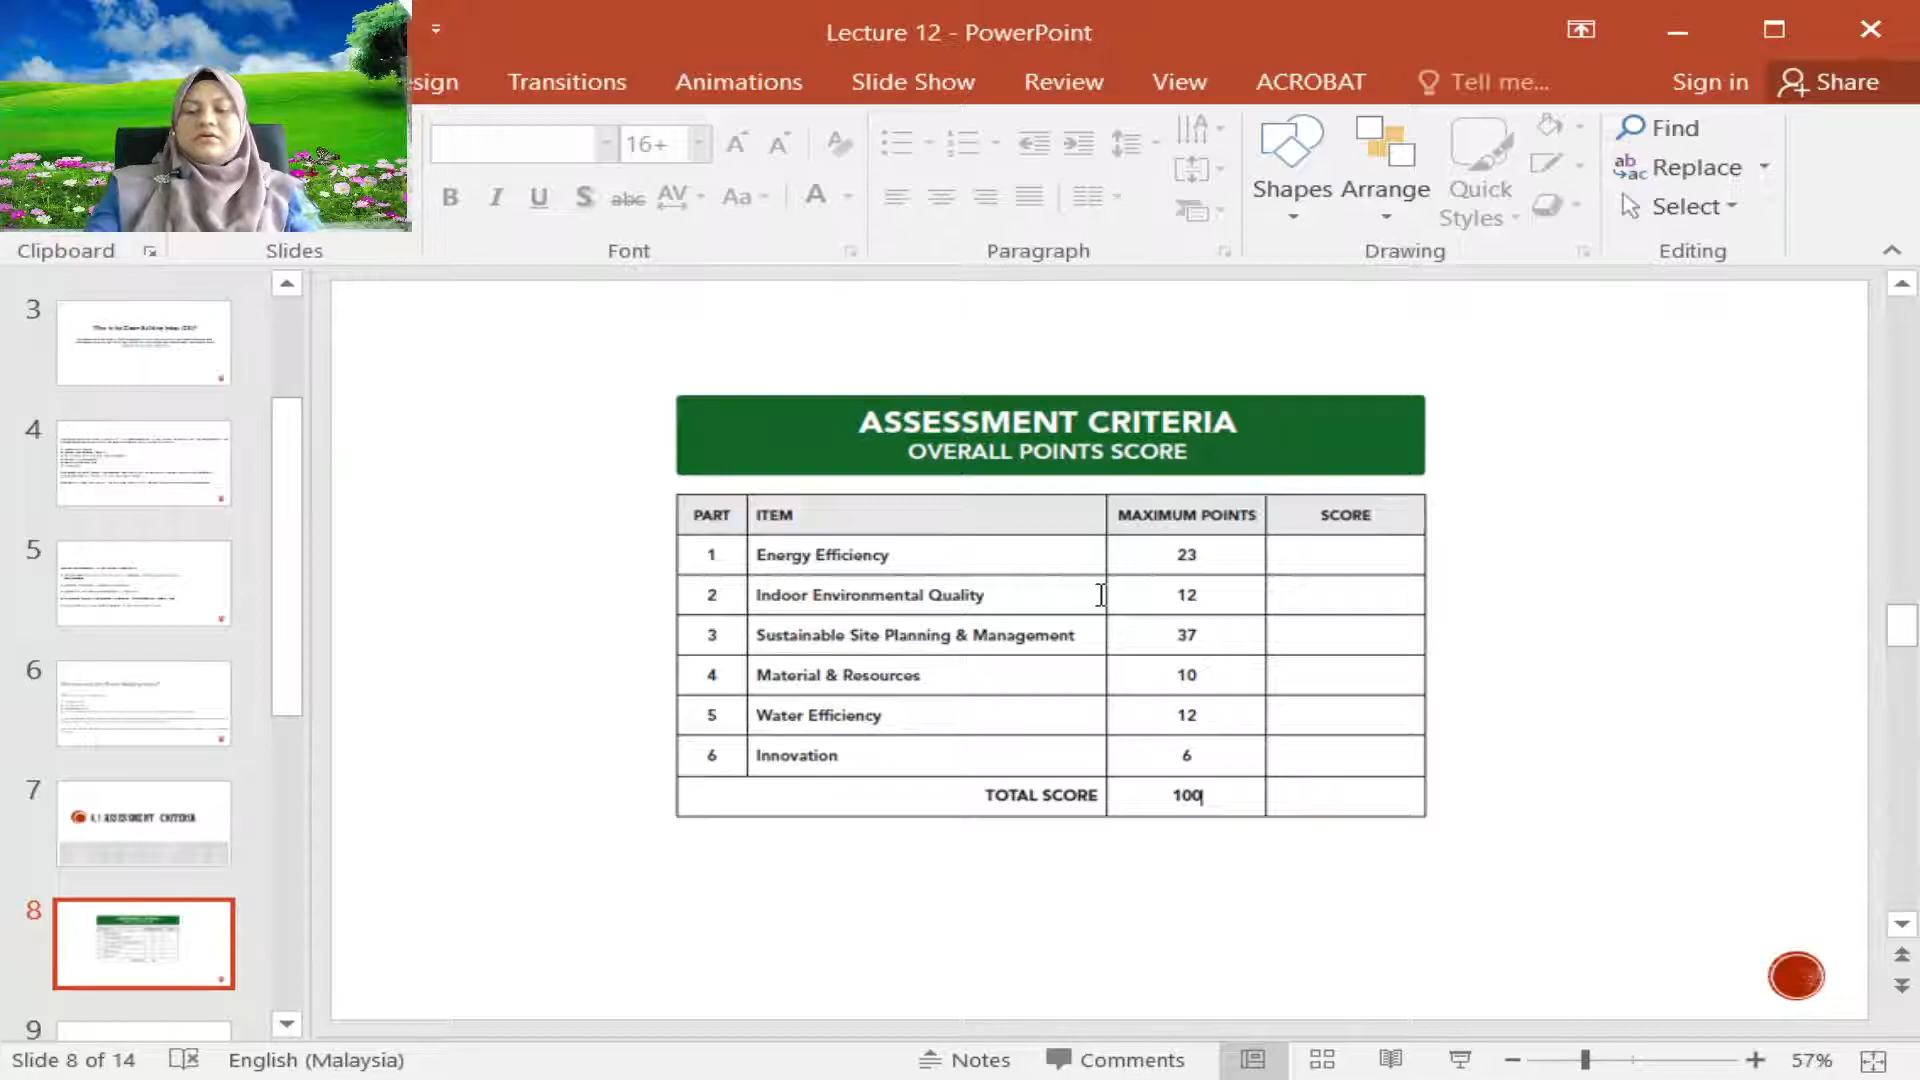 Lecture 12 - PowerPoint
sign Transitions Animations Slide Show Review View ACROBAT Tell me... Sign in Share
16+ Find
Replace
Shapes Arrange Quick Styles Select
B I U S abc AV Aa A
Clipboard Slides Font Paragraph Drawing Editing
3
4
5
6
7
8
9
ASSESSMENT CRITERIA
OVERALL POINTS SCORE
PART ITEM MAXIMUM POINTS SCORE
1 Energy Efficiency 23
2 Indoor Environmental Quality 12
3 Sustainable Site Planning & Management 37
4 Material & Resources 10
5 Water Efficiency 12
6 Innovation 6
TOTAL SCORE 100
Slide 8 of 14 English (Malaysia) Notes Comments 57%